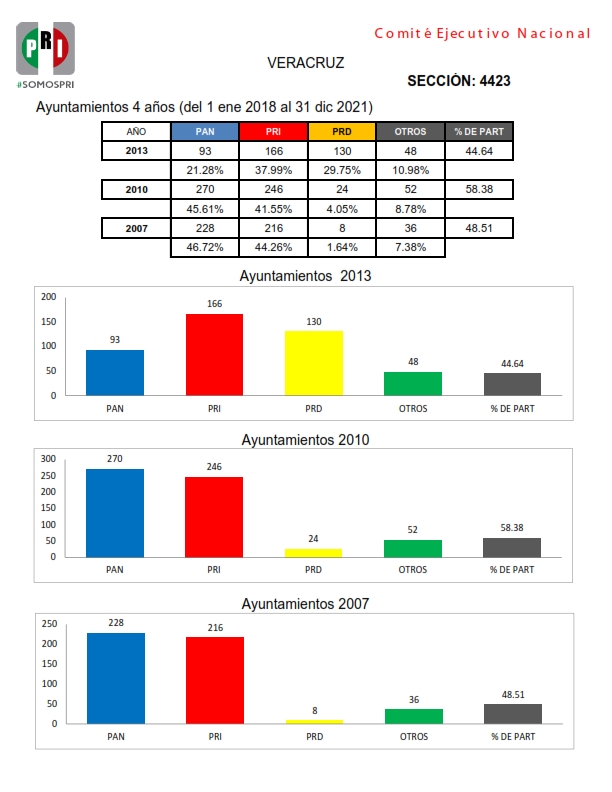 Comité Ejecutivo Nacional
PRI
#SOMOSPRI
VERACRUZ
SECCIÓN: 4423
Ayuntamientos 4 años (del 1 ene 2018 al 31 dic 2021)
AÑO PAN PRI PRD OTROS % DE PART
2013 93 166 130 48 44.64
21.28% 37.99% 29.75% 10.98%
2010 270 246 24 52 58.38
45.61% 41.55% 4.05% 8.78%
2007 228 216 8 36 48.51
46.72% 44.26% 1.64% 7.38%
Ayuntamientos 2013
200
150
100
50
0
93 166 130 48 44.64
PAN PRI PRD OTROS % DE PART
Ayuntamientos 2010
300
250
200
150
100
50
0
270 246 24 52 58.38
PAN PRI PRD OTROS % DE PART
Ayuntamientos 2007
250
200
150
100
50
0
228 216 8 36 48.51
PAN PRI PRD OTROS % DE PART